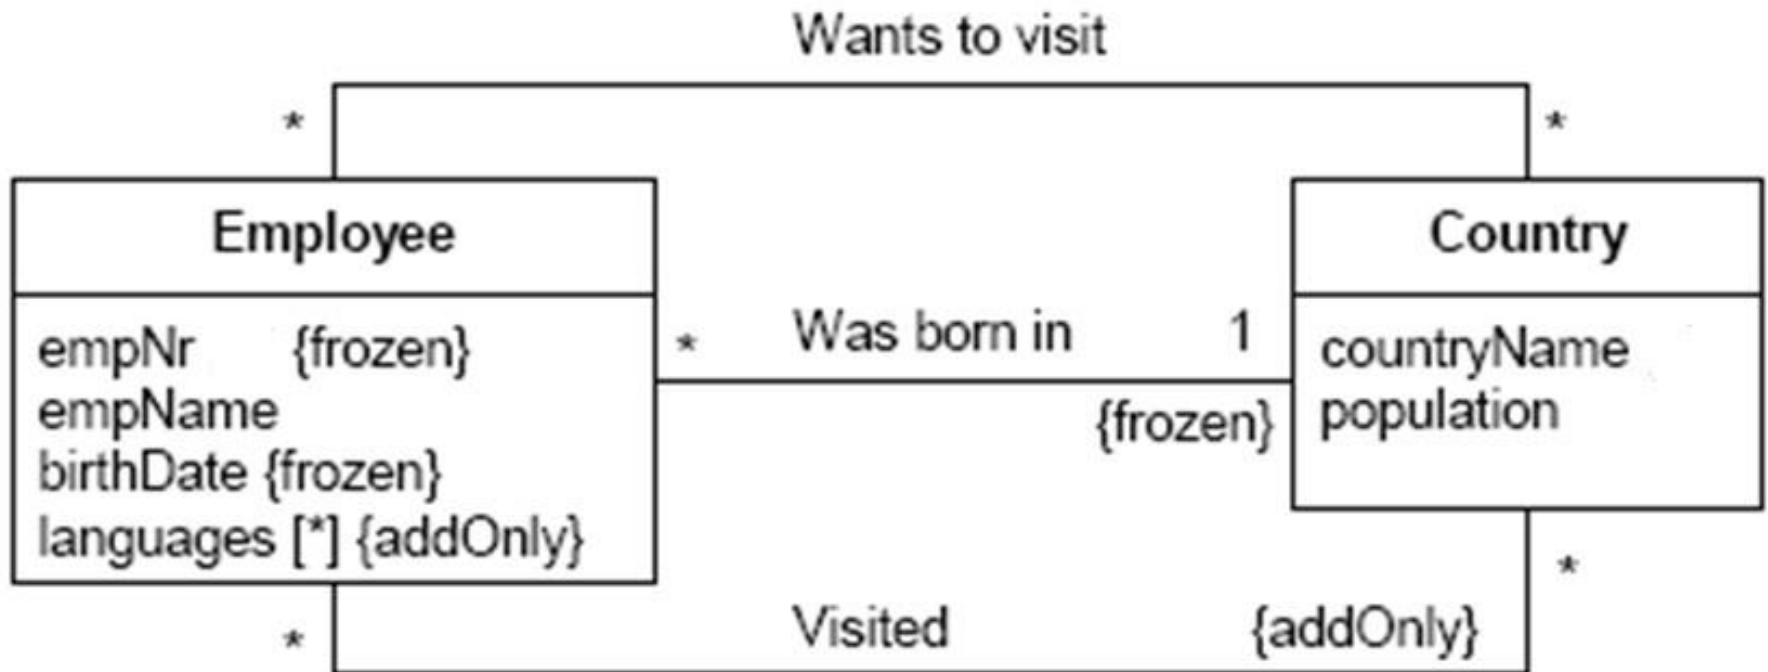 Wants to visit
* *
Employee
Country
empNr {frozen}
empName
birthDate {frozen}
languages [*] {addOnly}
* Was born in 1
{frozen}
countryName
population
* Visited {addOnly} *